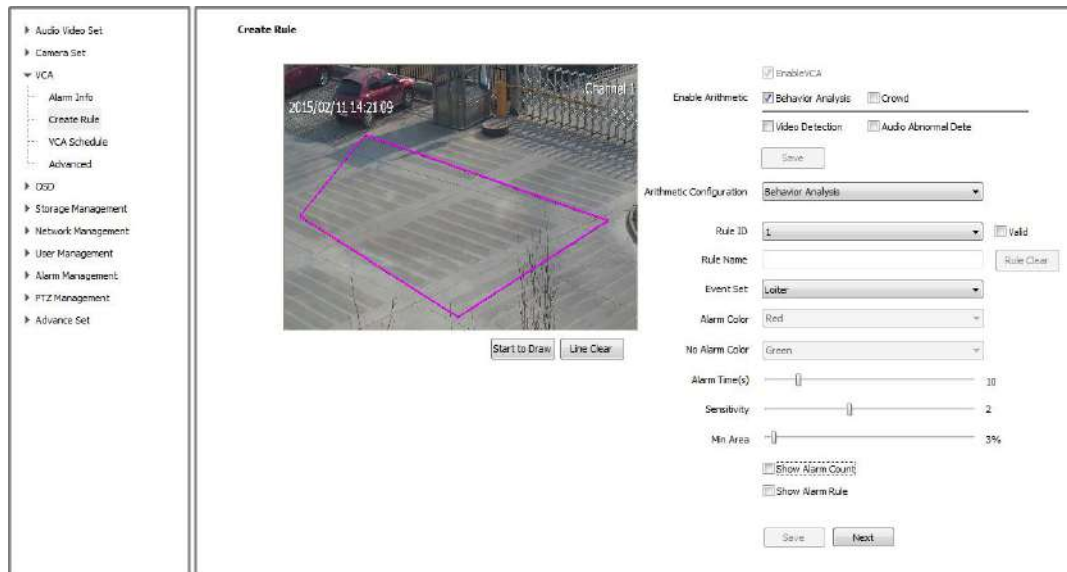 Audio Video Set
Camera Set
VCA
Alarm Info
Create Rule
VCA Schedule
Advanced
OSD
Storage Management
Network Management
User Management
Alarm Management
PTZ Management
Advance Set
Create Rule
Channel 1
2015/02/11 14:21:09
Start to Draw Line Clear
EnableVCA
Enable Arithmetic Behavior Analysis Crowd
Video Detection Audio Abnormal Dete
Save
Arithmetic Configuration Behavior Analysis
Rule ID 1 Valid
Rule Name Rule Clear
Event Set Loiter
Alarm Color Red
No Alarm Color Green
Alarm Time(s) 10
Sensitivity 2
Min Area 3%
Show Alarm Count
Show Alarm Rule
Save Next